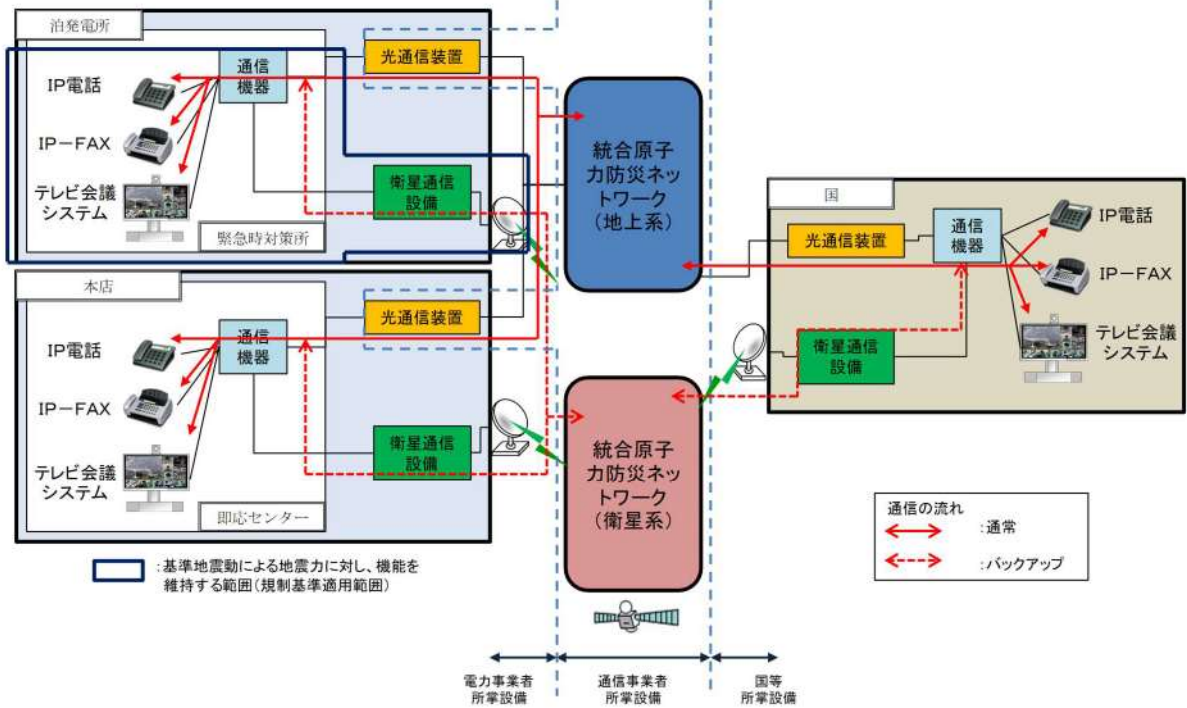 泊発電所
通信
機器
光通信装置
IP電話
IP－FAX
テレビ会議
システム
衛星通信
設備
緊急時対策所
本店
通信
機器
光通信装置
IP電話
IP－FAX
テレビ会議
システム
衛星通信
設備
即応センター
統合原子
力防災ネッ
トワーク
（地上系）
統合原子
力防災ネッ
トワーク
（衛星系）
国
光通信装置
通信
機器
IP電話
IP－FAX
テレビ会議
システム
衛星通信
設備
通信の流れ
：通常
：バックアップ
：基準地震動による地震力に対し、機能を
維持する範囲（規制基準適用範囲）
電力事業者
所掌設備
通信事業者
所掌設備
国等
所掌設備